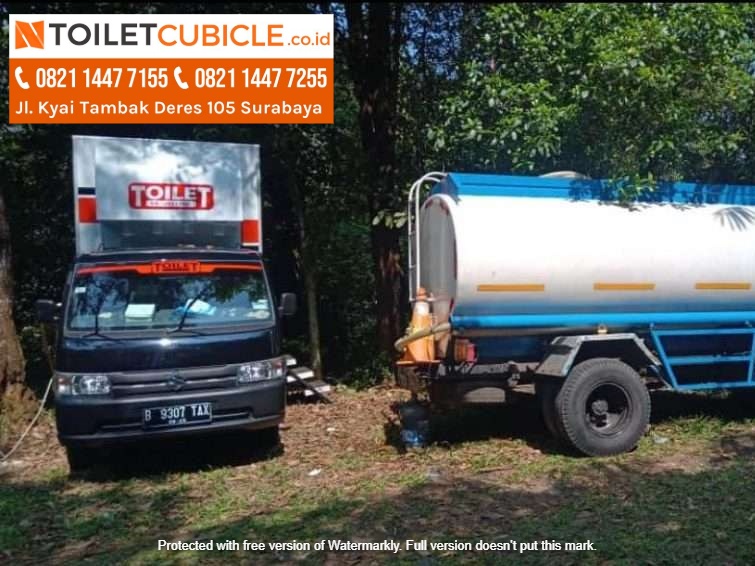 TOILETCUBICLE.co.id
0821 1447 7155 0821 1447 7255
Jl. Kyai Tambak Deres 105 Surabaya
TOILET
TOILET
B 9307 TAX
Protected with free version of Watermarkly. Full version doesn't put this mark.